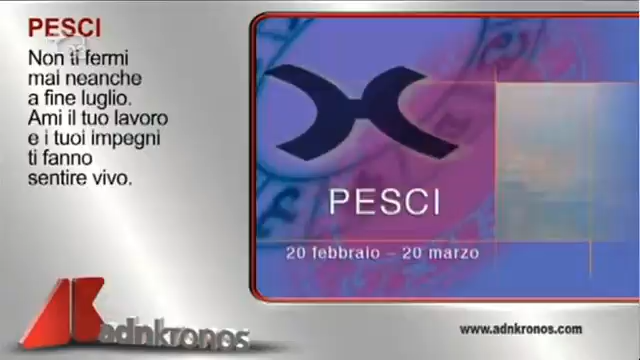 PESCI
Non ti fermi
mai neanche
a fine luglio.
Ami il tuo lavoro
e i tuoi impegni
ti fanno
sentire vivo.
PESCI
20 febbraio – 20 marzo
adnkronos
www.adnkronos.com